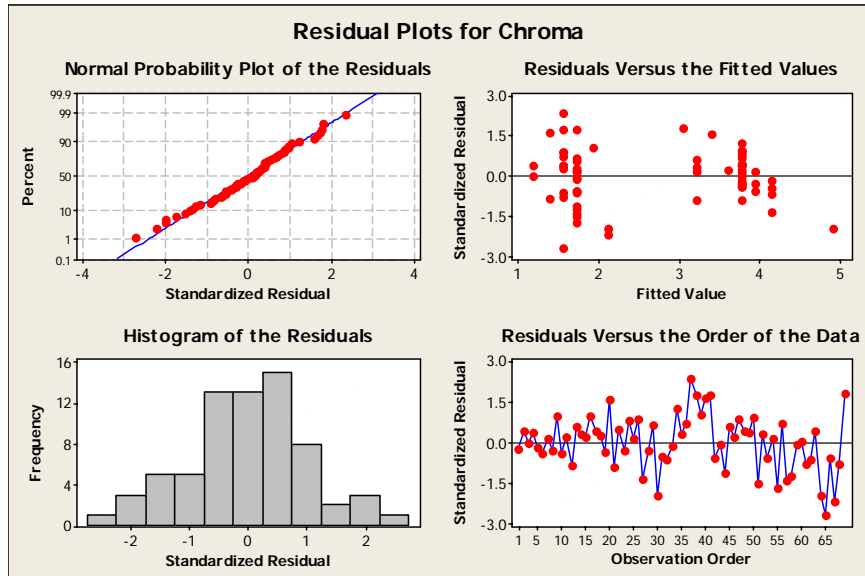 Residual Plots for Chroma
Normal Probability Plot of the Residuals
99.9
99
90
50
10
1
0.1
Percent
-4 -2 0 2 4
Standardized Residual
Residuals Versus the Fitted Values
3.0
1.5
0.0
-1.5
-3.0
Standardized Residual
1 2 3 4 5
Fitted Value
Histogram of the Residuals
16
12
8
4
0
Frequency
-2 -1 0 1 2
Standardized Residual
Residuals Versus the Order of the Data
3.0
1.5
0.0
-1.5
-3.0
Standardized Residual
1 5 10 15 20 25 30 35 40 45 50 55 60 65
Observation Order